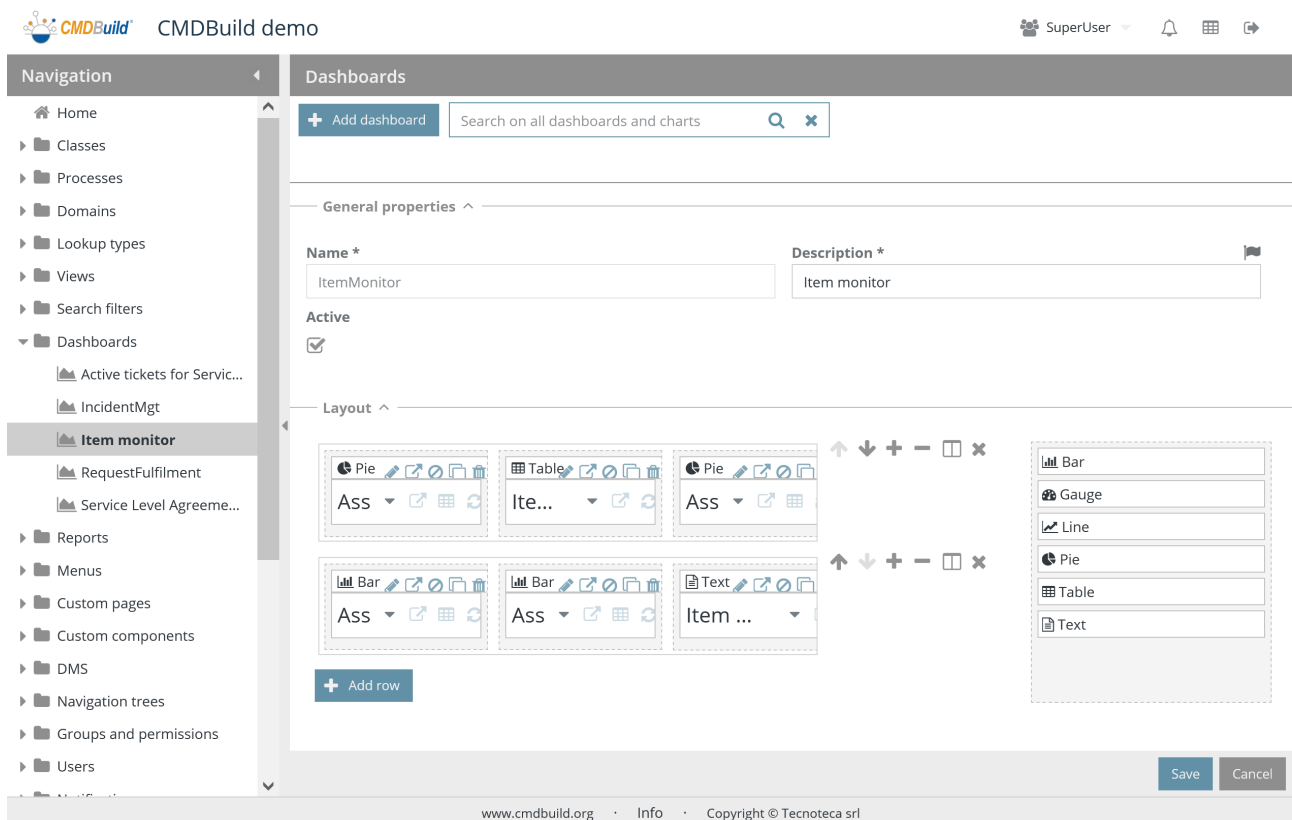 CMDBuild CMDBuild demo SuperUser
Navigation
Dashboards
Home
Classes
Processes
Domains
Lookup types
Views
Search filters
Dashboards
Active tickets for Servic...
IncidentMgt
Item monitor
RequestFulfilment
Service Level Agreeme...
Reports
Menus
Custom pages
Custom components
DMS
Navigation trees
Groups and permissions
Users
Add dashboard
Search on all dashboards and charts
General properties
Name * Description *
ItemMonitor Item monitor
Active
Layout
Pie Table Pie
Ass Ite... Ass
Bar Bar Text
Ass Ass Item ...
Add row
Bar
Gauge
Line
Pie
Table
Text
Save Cancel
www.cmdbuild.org · Info · Copyright © Tecnoteca srl